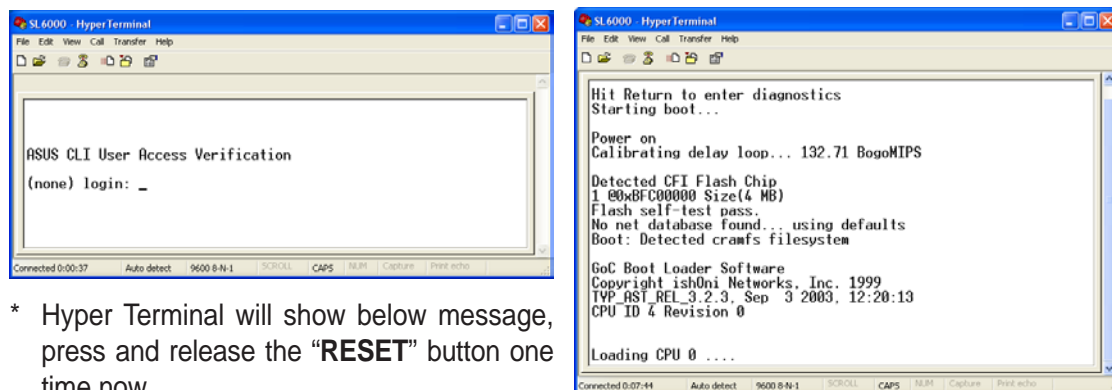 SL6000 - HyperTerminal
File Edit View Call Transfer Help
ASUS CLI User Access Verification
(none) login: _
Connected 0:00:37 Auto detect 9600 8-N-1 SCROLL CAPS NUM Capture Print echo
* Hyper Terminal will show below message,
press and release the “RESET” button one
time now.
SL6000 - HyperTerminal
File Edit View Call Transfer Help
Hit Return to enter diagnostics
Starting boot...
Power on
Calibrating delay loop... 132.71 BogoMIPS
Detected CFI Flash Chip
1 @0xBFC00000 Size(4 MB)
Flash self-test pass.
No net database found... using defaults
Boot: Detected cramfs filesystem
GoC Boot Loader Software
Copyright ishOni Networks, Inc. 1999
TYP_AST_REL_3.2.3, Sep 3 2003, 12:20:13
CPU ID 4 Revision 0
Loading CPU 0 ....
Connected 0:07:44 Auto detect 9600 8-N-1 SCROLL CAPS NUM Capture Print echo